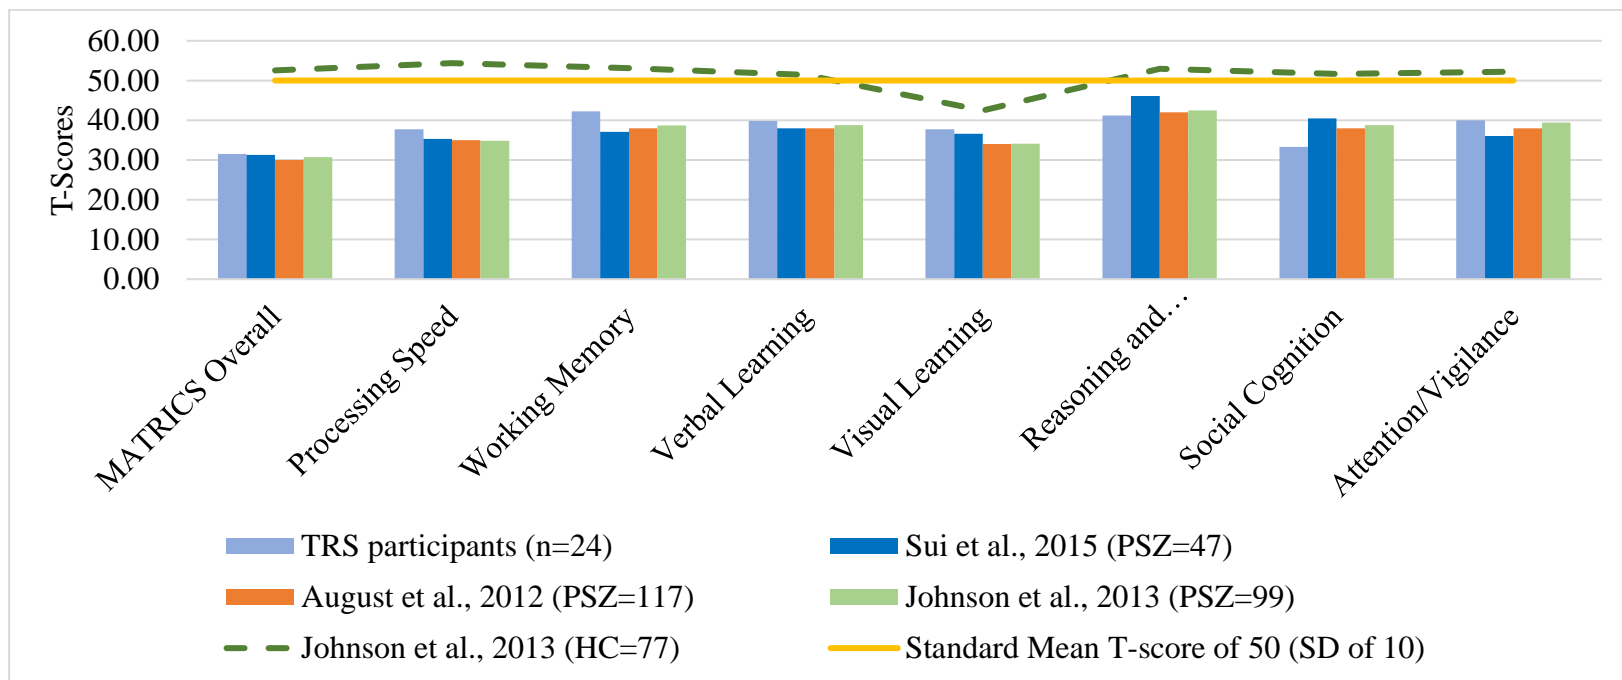 60.00
50.00
40.00
30.00
20.00
10.00
0.00
T-Scores
MATRICS Overall
Processing Speed
Working Memory
Verbal Learning
Visual Learning
Reasoning and…
Social Cognition
Attention/Vigilance
TRS participants (n=24)
Sui et al., 2015 (PSZ=47)
August et al., 2012 (PSZ=117)
Johnson et al., 2013 (PSZ=99)
Johnson et al., 2013 (HC=77)
Standard Mean T-score of 50 (SD of 10)